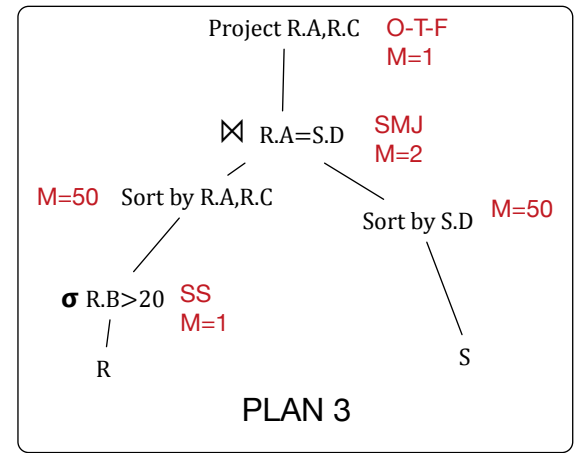 Project R.A,R.C O-T-F
M=1
⋈ R.A=S.D SMJ
M=2
M=50 Sort by R.A,R.C
Sort by S.D M=50
σ R.B>20 SS
M=1
R
S
PLAN 3